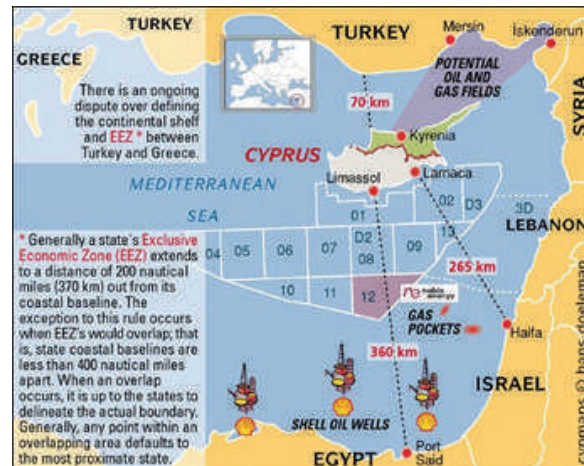 TURKEY
TURKEY
Mersin
Iskenderun
GREECE
POTENTIAL
OIL AND
GAS FIELDS
There is an ongoing
dispute over defining
the continental shelf
and EEZ * between
Turkey and Greece.
70 km
SYRIA
Kyrenia
CYPRUS
Limassol
Larnaca
MEDITERRANEAN
SEA
01
02
D3
3D
LEBANON
* Generally a state's Exclusive
Economic Zone (EEZ) extends
to a distance of 200 nautical
miles (370 km) out from its
coastal baseline. The
exception to this rule occurs
when EEZ's would overlap; that
is, state coastal baselines are
less than 400 nautical miles
apart. When an overlap
occurs, it is up to the states to
delineate the actual boundary.
Generally, any point within an
overlapping area defaults to
the most proximate state.
04
05
06
07
D2
08
09
13
265 km
10
11
12
noble
energy
GAS
POCKETS
Haifa
360 km
ISRAEL
SHELL OIL WELLS
EGYPT
Port
Said